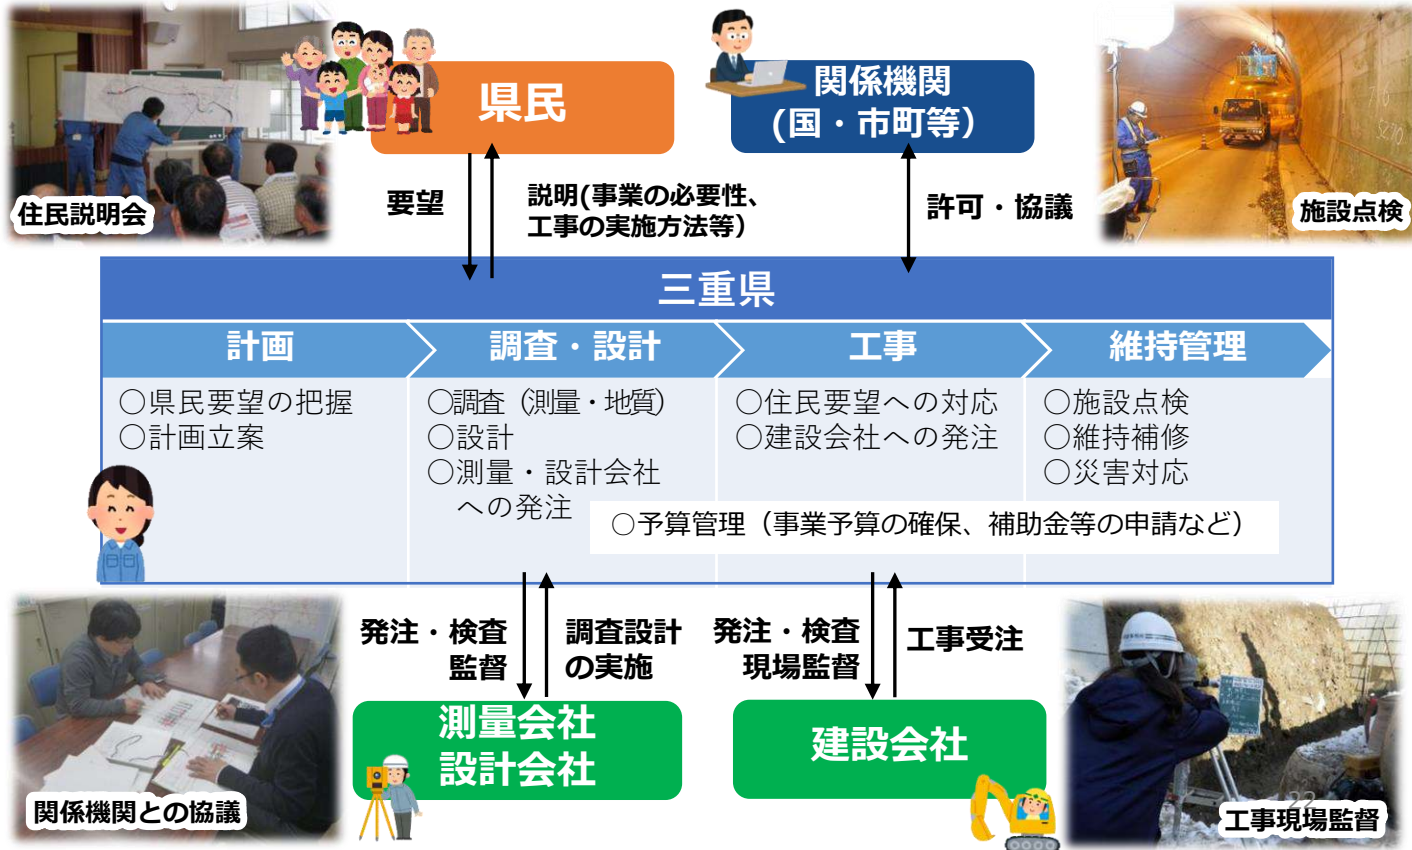 県民
関係機関
(国・市町等)
住民説明会
要望
説明(事業の必要性、
工事の実施方法等)
許可・協議
施設点検
三重県
計画
調査・設計
工事
維持管理
○県民要望の把握
○計画立案
○調査（測量・地質）
○設計
○測量・設計会社
への発注
○住民要望への対応
○建設会社への発注
○施設点検
○維持補修
○災害対応
○予算管理（事業予算の確保、補助金等の申請など）
発注・検査
監督
調査設計
の実施
発注・検査
現場監督
工事受注
測量会社
設計会社
建設会社
関係機関との協議
22
工事現場監督